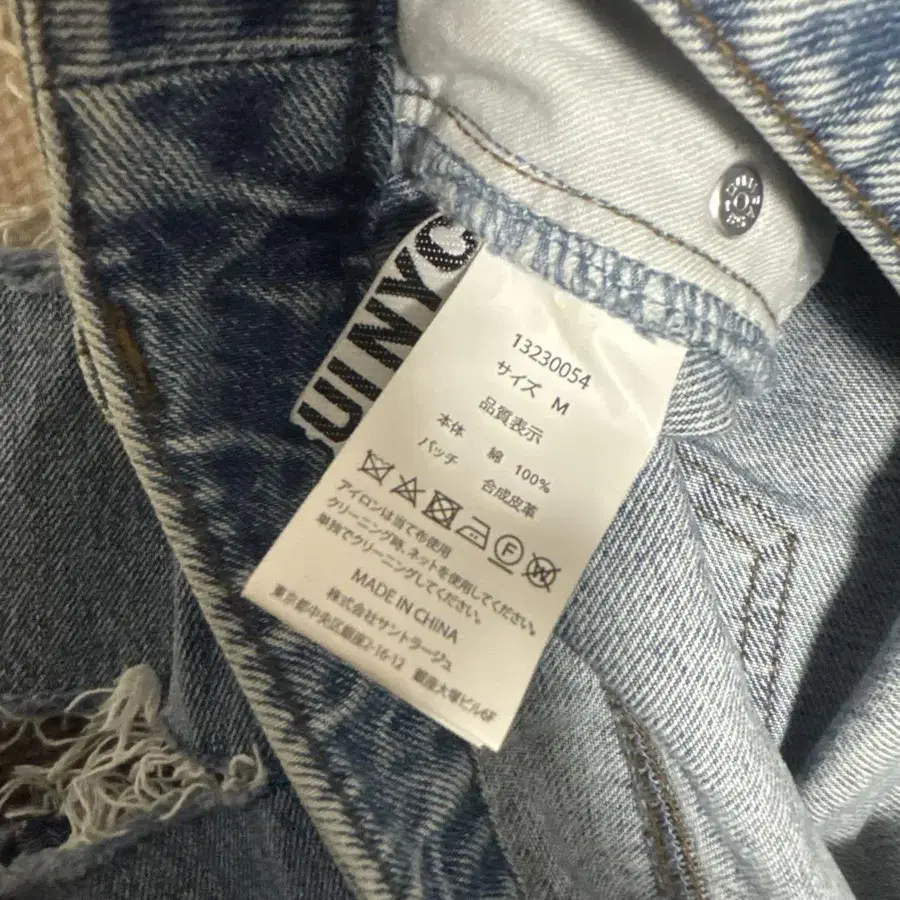 UI NYC
13230054
サイズ M
品質表示
本体 綿 100%
パッチ 合成皮革
F W
アイロンは当て布使用
クリーニング時、ネットを使用してください。
単独でクリーニングしてください。
MADE IN CHINA
株式会社サントラージュ
東京都中央区銀座2-16-12 銀座大塚ビル6F